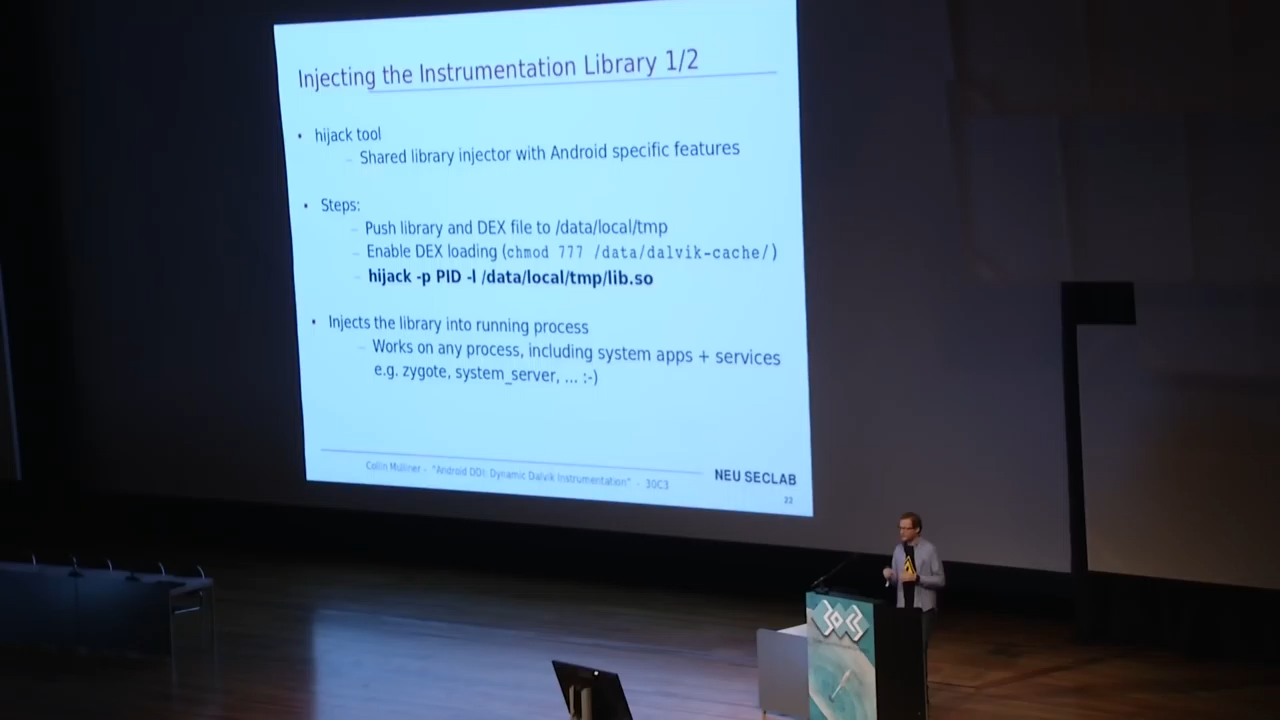 Injecting the Instrumentation Library 1/2
• hijack tool
– Shared library injector with Android specific features
• Steps:
– Push library and DEX file to /data/local/tmp
– Enable DEX loading (chmod 777 /data/dalvik-cache/)
– hijack -p PID -l /data/local/tmp/lib.so
• Injects the library into running process
– Works on any process, including system apps + services
e.g. zygote, system_server, ... :-)
Collin Mulliner - "Android DDI: Dynamic Dalvik Instrumentation" - 30C3
NEU SECLAB
22
30C3